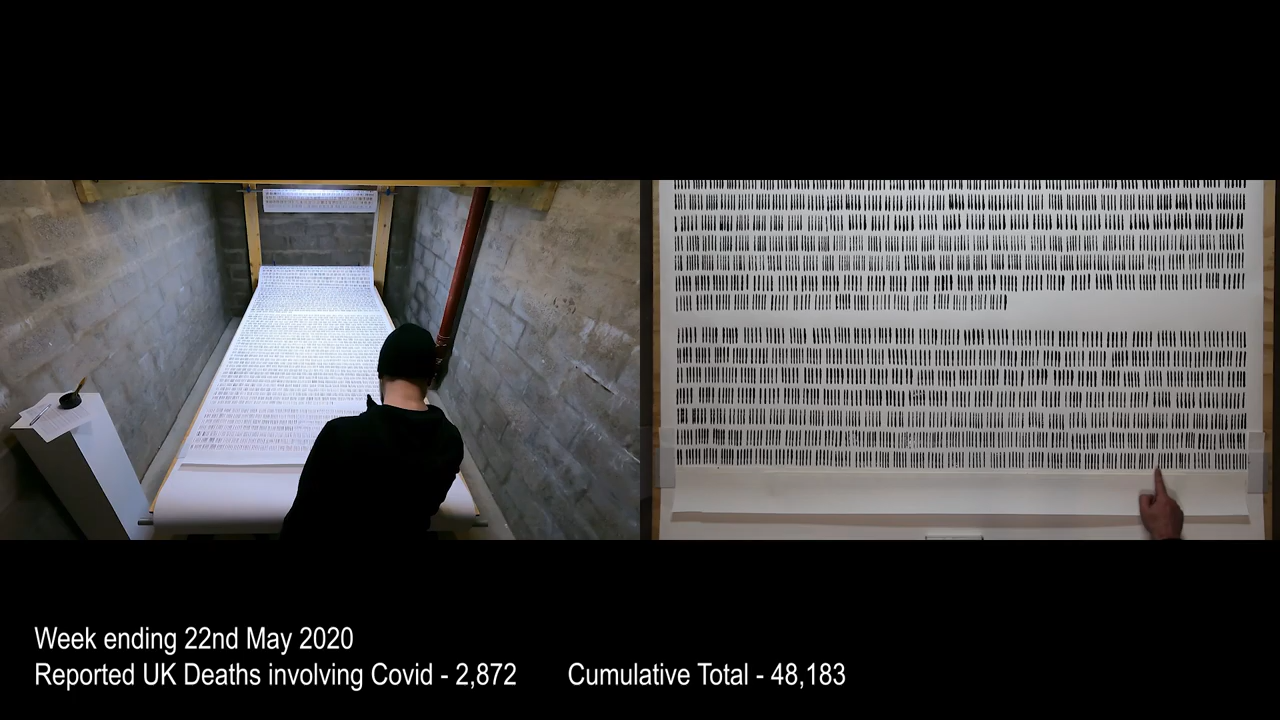 Week ending 22nd May 2020
Reported UK Deaths involving Covid - 2,872 Cumulative Total - 48,183